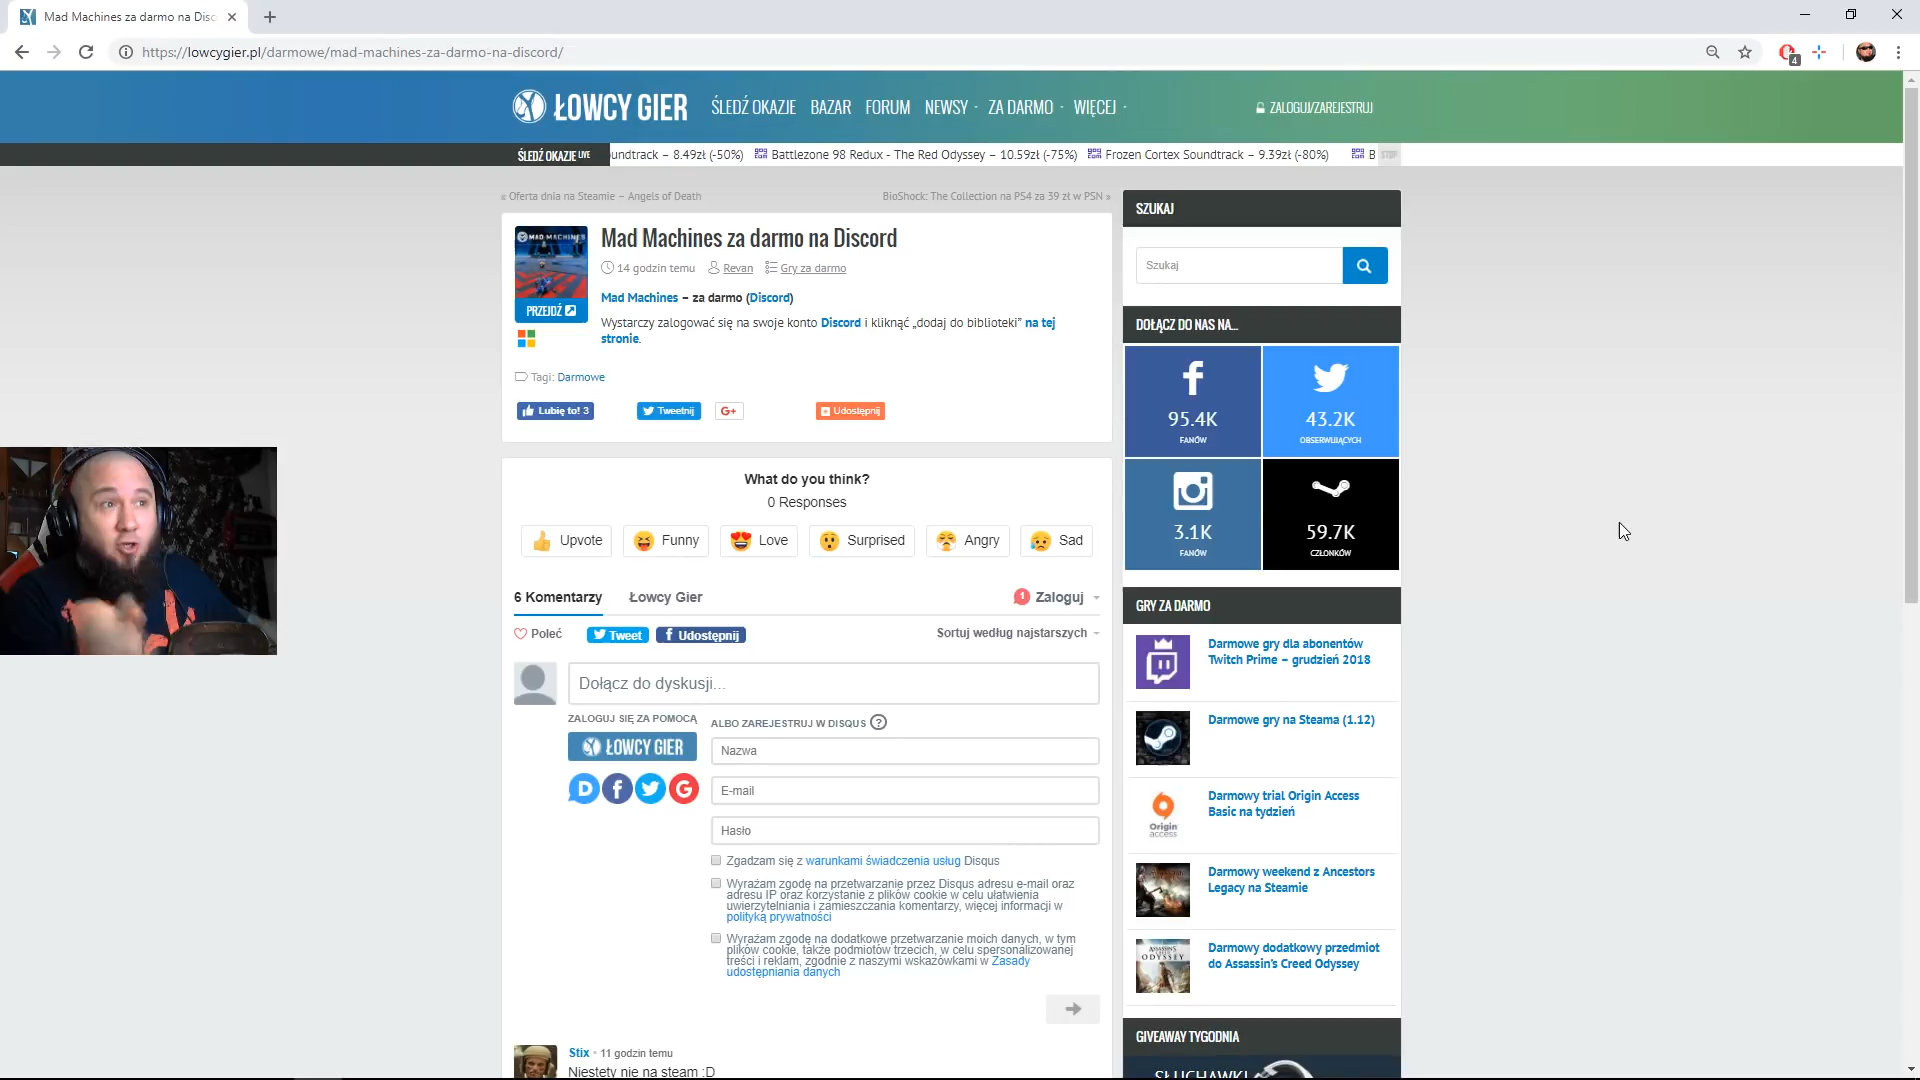 Mad Machines za darmo na Disc
https://lowcygier.pl/darmowe/mad-machines-za-darmo-na-discord/
4
ŁOWCY GIER
ŚLEDŹ OKAZJE
BAZAR
FORUM
NEWSY
ZA DARMO
WIĘCEJ
ZALOGUJ/ZAREJESTRUJ
ŚLEDŹ OKAZJE LIVE
undtrack – 8.49zł (-50%)
Battlezone 98 Redux - The Red Odyssey – 10.59zł (-75%)
Frozen Cortex Soundtrack – 9.39zł (-80%)
B
STOP
« Oferta dnia na Steamie – Angels of Death
BioShock: The Collection na PS4 za 39 zł w PSN »
MAD MACHINES
PRZEJDŹ
Mad Machines za darmo na Discord
14 godzin temu
Revan
Gry za darmo
Mad Machines – za darmo (Discord)
Wystarczy zalogować się na swoje konto Discord i kliknąć „dodaj do biblioteki” na tej
stronie.
Tagi: Darmowe
Lubię to! 3
Tweetnij
G+
Udostępnij
What do you think?
0 Responses
Upvote
Funny
Love
Surprised
Angry
Sad
6 Komentarzy
Łowcy Gier
1
Zaloguj
Poleć
Tweet
f Udostępnij
Sortuj według najstarszych
Dołącz do dyskusji...
ZALOGUJ SIĘ ZA POMOCĄ
ŁOWCY GIER
D
f
G
ALBO ZAREJESTRUJ W DISQUS ?
Nazwa
E-mail
Hasło
Zgadzam się z warunkami świadczenia usług Disqus
Wyrażam zgodę na przetwarzanie przez Disqus adresu e-mail oraz
adresu IP oraz korzystanie z plików cookie w celu ułatwienia
uwierzytelniania i zamieszczania komentarzy, więcej informacji w
polityką prywatności
Wyrażam zgodę na dodatkowe przetwarzanie moich danych, w tym
plików cookie, także podmiotów trzecich, w celu spersonalizowanej
treści i reklam, zgodnie z naszymi wskazówkami w Zasady
udostępniania danych
Stix • 11 godzin temu
Niestety nie na steam :D
SZUKAJ
Szukaj
DOŁĄCZ DO NAS NA...
f
95.4K
FANÓW
43.2K
OBSERWUJĄCYCH
3.1K
FANÓW
59.7K
CZŁONKÓW
GRY ZA DARMO
Darmowe gry dla abonentów
Twitch Prime – grudzień 2018
Darmowe gry na Steama (1.12)
Origin
access
Darmowy trial Origin Access
Basic na tydzień
Darmowy weekend z Ancestors
Legacy na Steamie
ASSASSIN'S
CREED
ODYSSEY
Darmowy dodatkowy przedmiot
do Assassin’s Creed Odyssey
GIVEAWAY TYGODNIA
SŁUCHAWKI